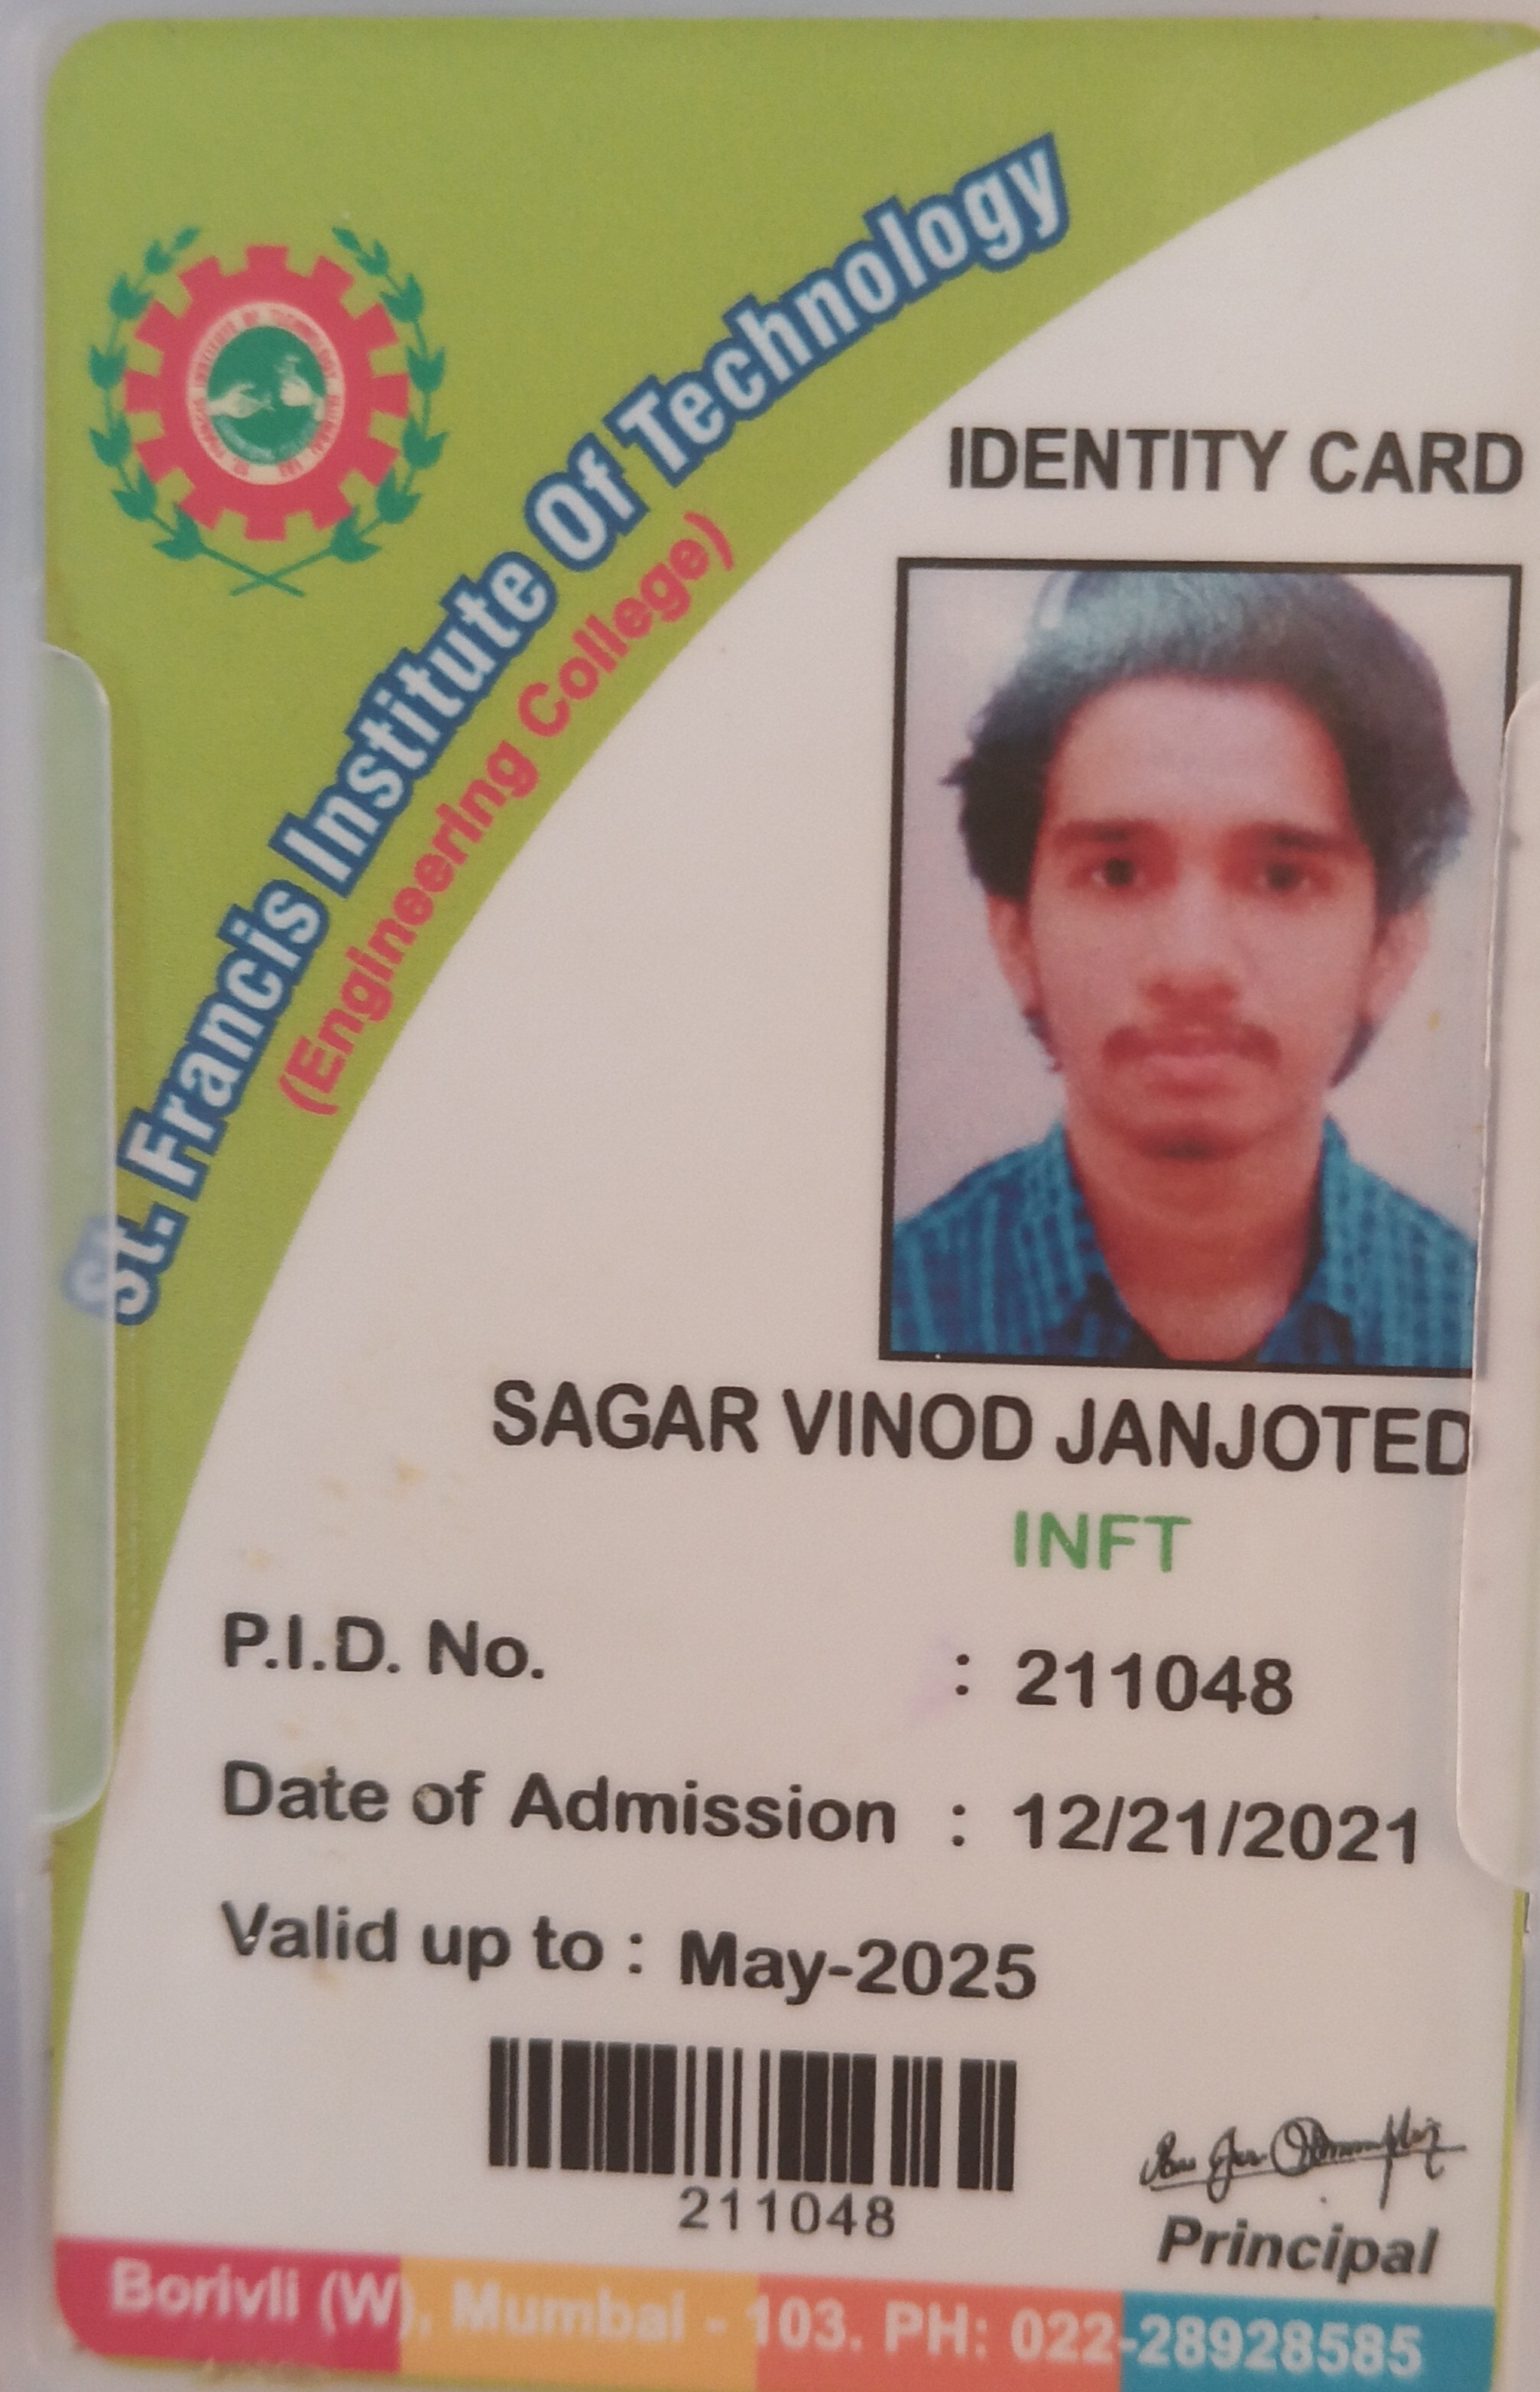 St. Francis Institute Of Technology
(Engineering College)
IDENTITY CARD
SAGAR VINOD JANJOTED
INFT
P.I.D. No. : 211048
Date of Admission : 12/21/2021
Valid up to : May-2025
211048
Principal
Borivli (W), Mumbai - 103. PH: 022-28928585